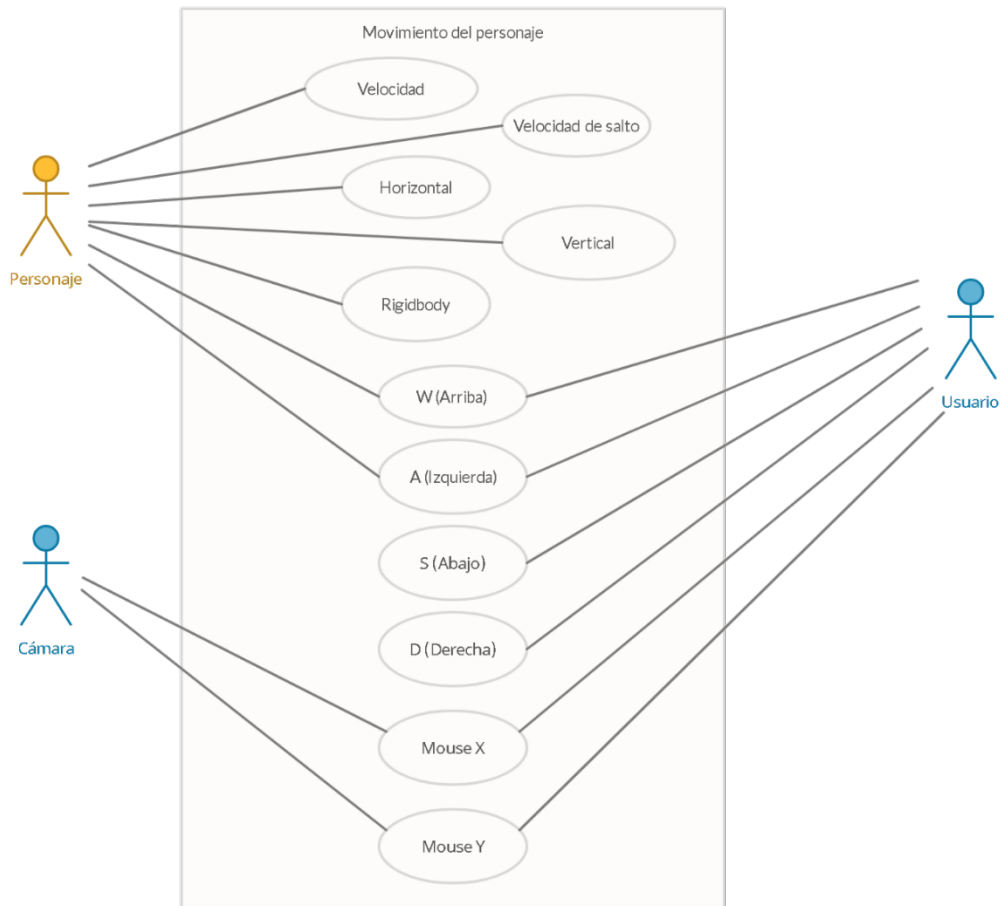 Movimiento del personaje
Velocidad
Velocidad de salto
Horizontal
Vertical
Personaje
Rigidbody
W (Arriba)
Usuario
A (Izquierda)
S (Abajo)
D (Derecha)
Cámara
Mouse X
Mouse Y